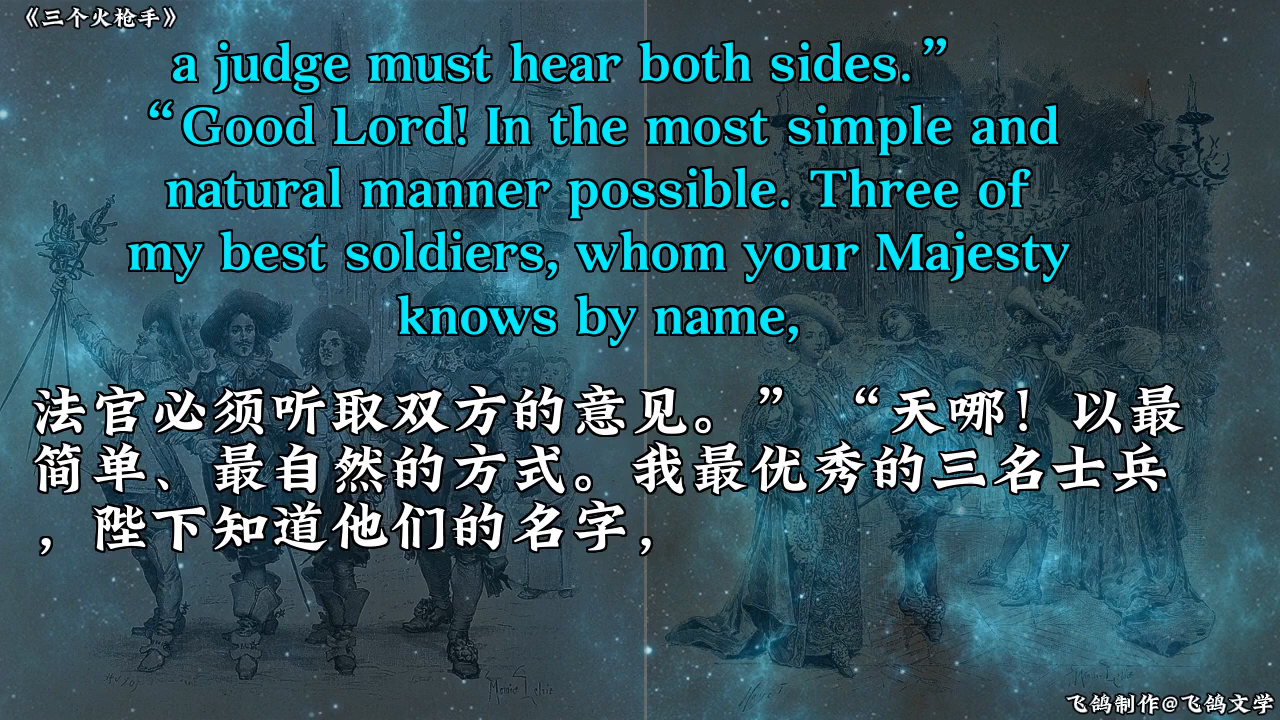 《三个火枪手》
a judge must hear both sides.”
“Good Lord! In the most simple and
natural manner possible. Three of
my best soldiers, whom your Majesty
knows by name,
法官必须听取双方的意见。” “天哪！以最
简单、最自然的方式。我最优秀的三名士兵
，陛下知道他们的名字，
飞鸽制作@飞鸽文学